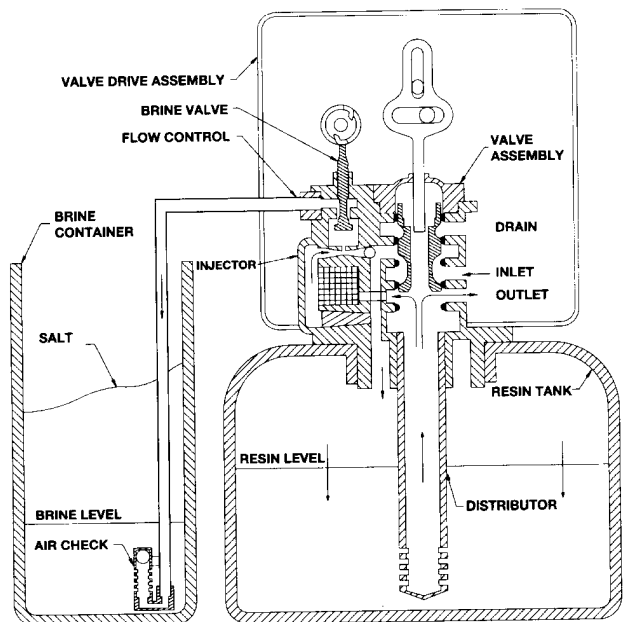 VALVE DRIVE ASSEMBLY
BRINE VALVE
FLOW CONTROL
VALVE
ASSEMBLY
BRINE
CONTAINER
DRAIN
INJECTOR
INLET
OUTLET
SALT
RESIN TANK
RESIN LEVEL
DISTRIBUTOR
BRINE LEVEL
AIR CHECK